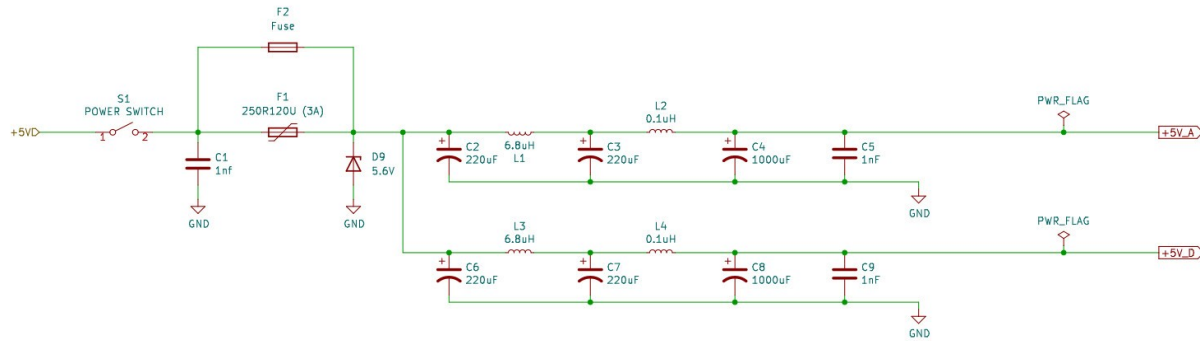 F2
Fuse
S1
POWER SWITCH
F1
250R120U (3A)
PWR_FLAG
L2
0.1uH
+5VD
1
2
+5V_A
C1
1nf
D9
5.6V
C2
220uF
6.8uH
L1
C3
220uF
C4
1000uF
C5
1nF
GND
GND
GND
PWR_FLAG
L3
6.8uH
L4
0.1uH
+5V_D
C6
220uF
C7
220uF
C8
1000uF
C9
1nF
GND